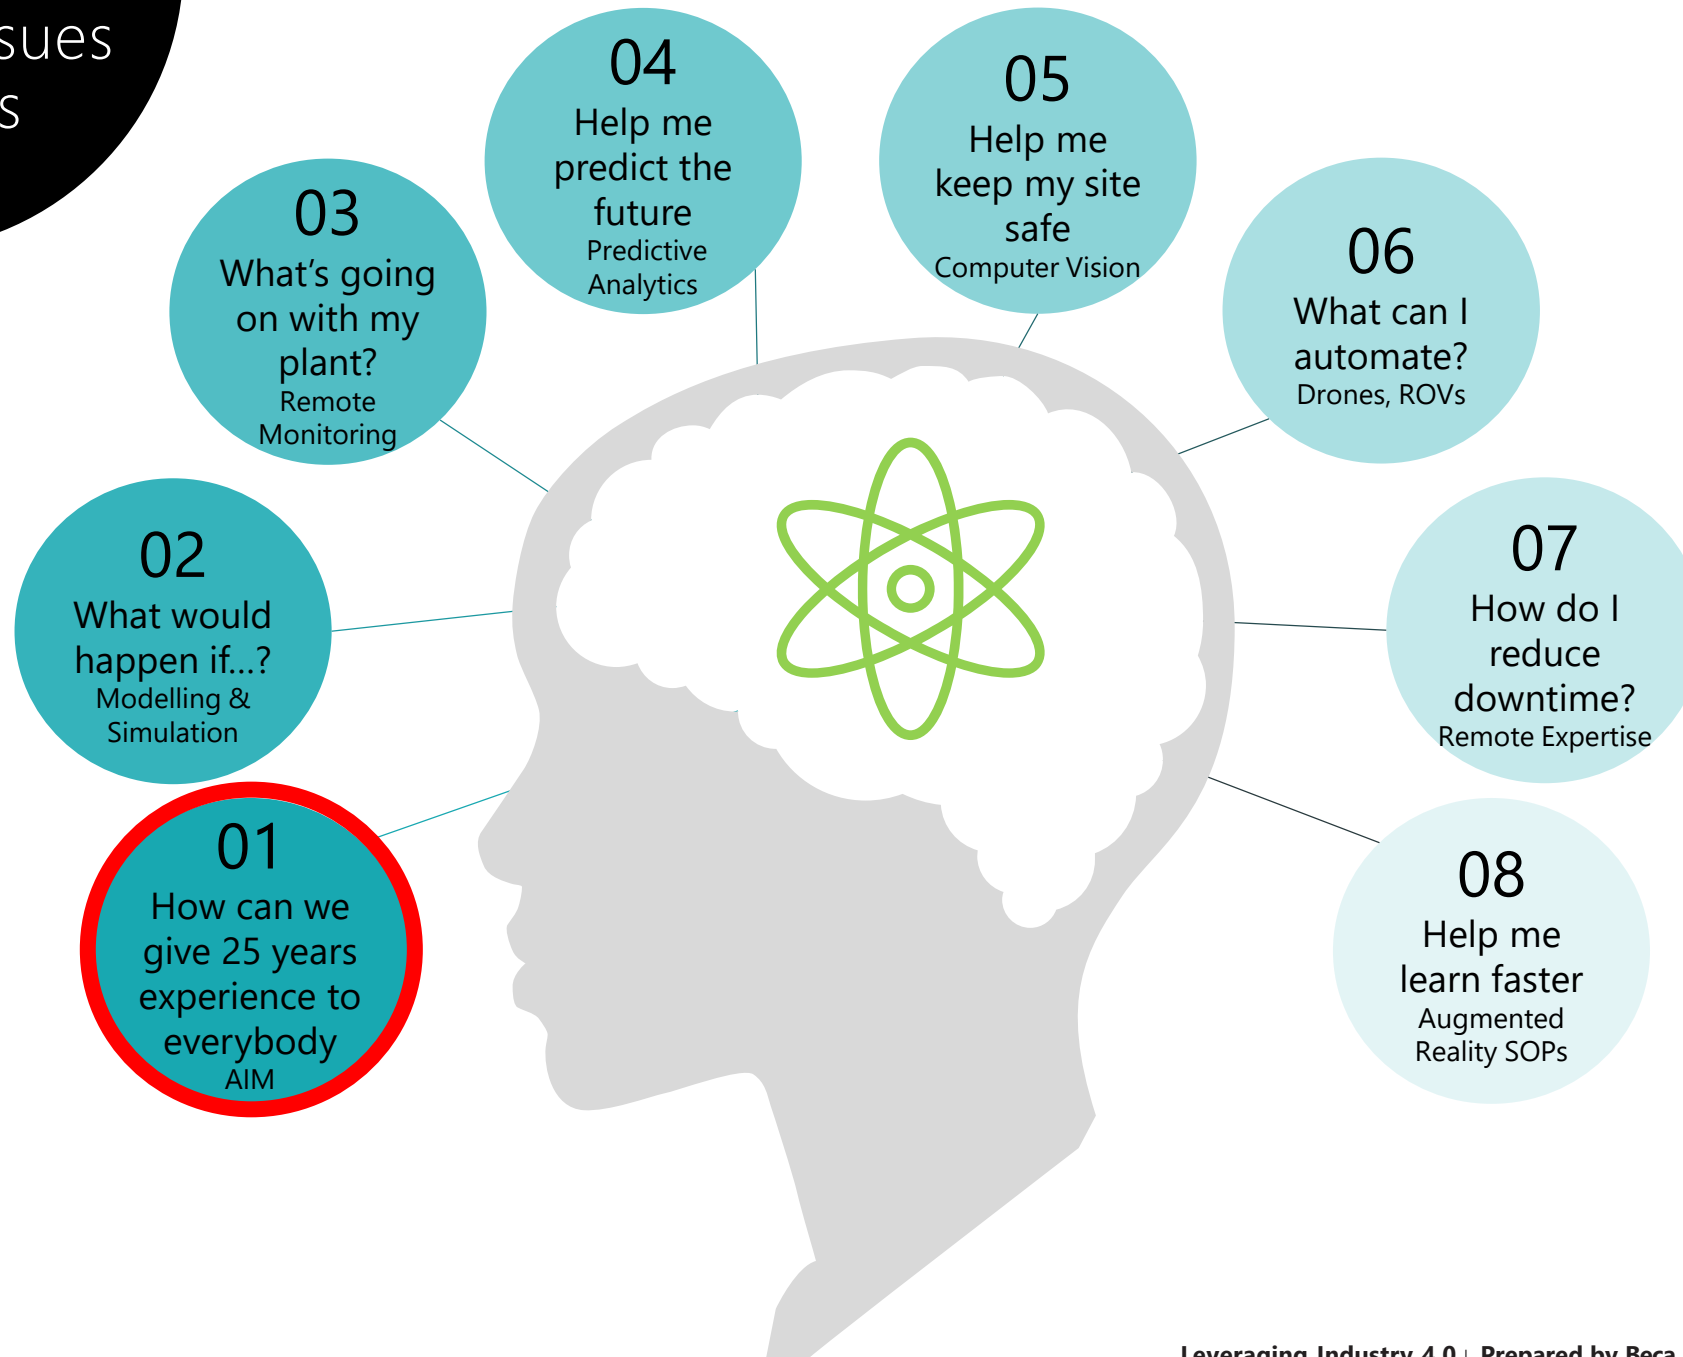 sues
s
01
How can we
give 25 years
experience to
everybody
AIM
02
What would
happen if...?
Modelling &
Simulation
03
What's going
on with my
plant?
Remote
Monitoring
04
Help me
predict the
future
Predictive
Analytics
05
Help me
keep my site
safe
Computer Vision
06
What can I
automate?
Drones, ROVs
07
How do I
reduce
downtime?
Remote Expertise
08
Help me
learn faster
Augmented
Reality SOPs
Leveraging Industry 4.0 | Prepared by Beca